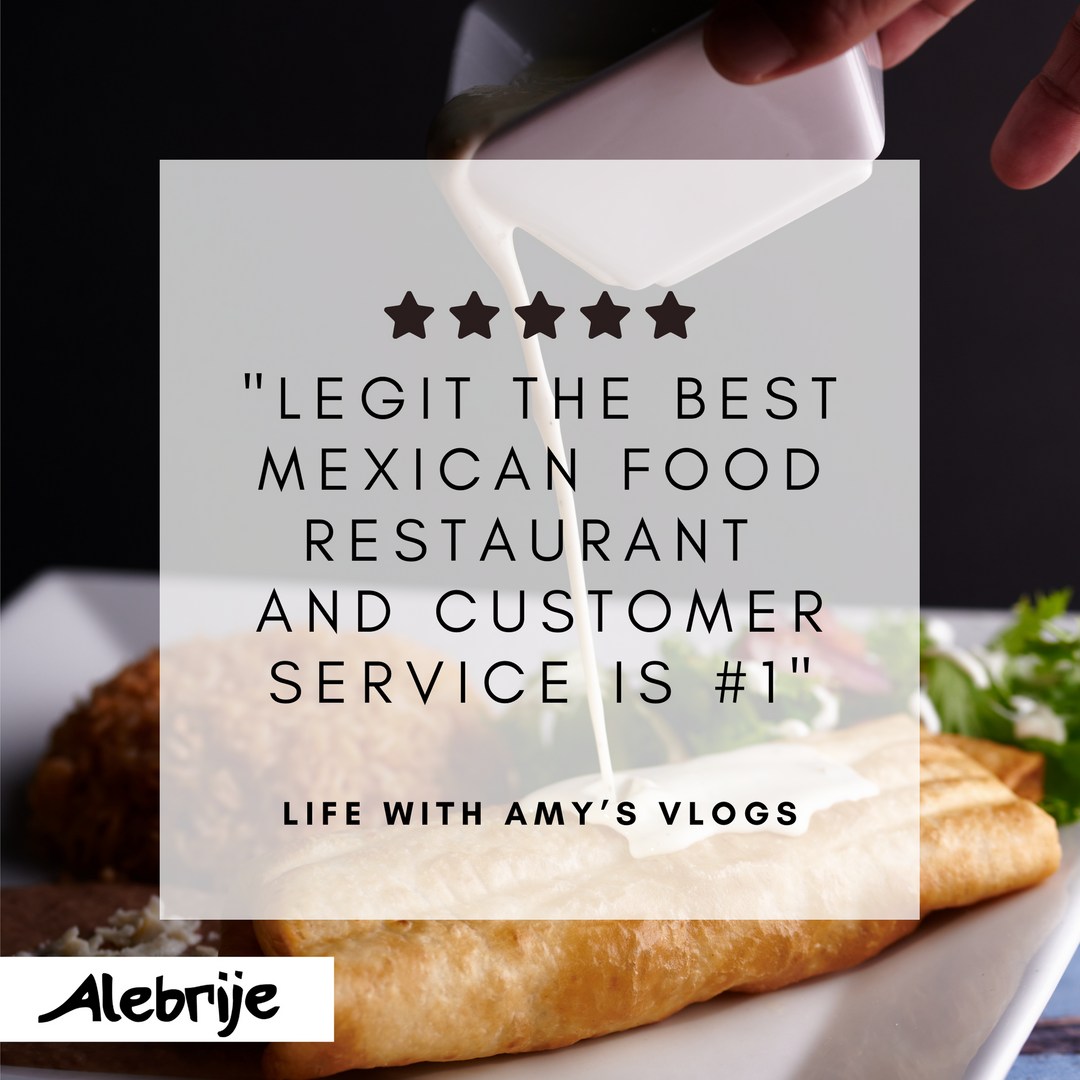 "LEGIT THE BEST
MEXICAN FOOD
RESTAURANT
AND CUSTOMER
SERVICE IS #1"
LIFE WITH AMY’S VLOGS
Alebrije